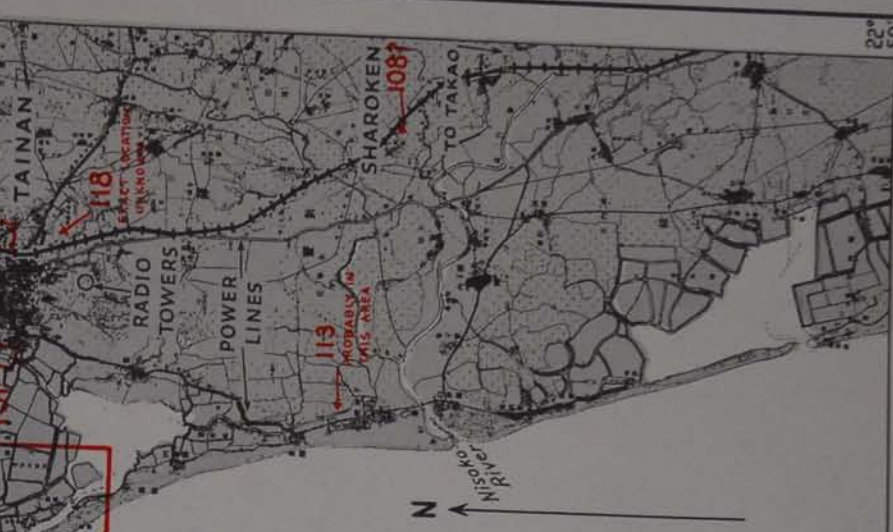 TAINAN
118
EXACT LOCATION
UNKNOWN
RADIO
TOWERS
POWER
LINES
113
PROBABLY IN
THIS AREA
SHAROKEN
108?
TO TAKAO
22°
N
Nisoko
River